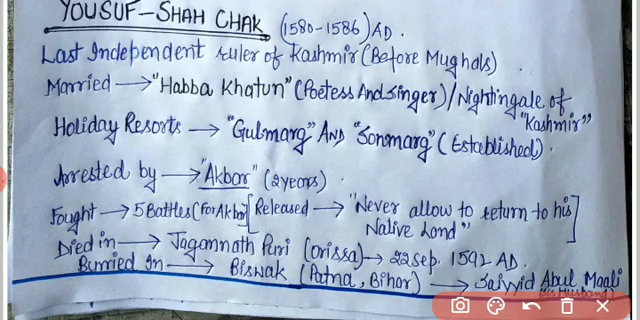 YOUSUF-SHAH CHAK (1580-1586)AD.
Last Independent ruler of Kashmir (Before Mughals)
Married → "Habba Khatun" (Poetess And Singer)/Nightingale of
"Kashmir"
Holiday Resorts → "Gulmarg" AND "Sonmarg" (Established).
Arrested by → "Akbar" (2years).
Fought → 5 Battles (For Akbar) [Released → "Never allow to return to his
Native Land"]
Died in → Jagannath Puri (Orissa) → 22 Sep. 1592 AD.
Burried In → Biswak (Patna, Bihar) → Saiyyid Abul Maali